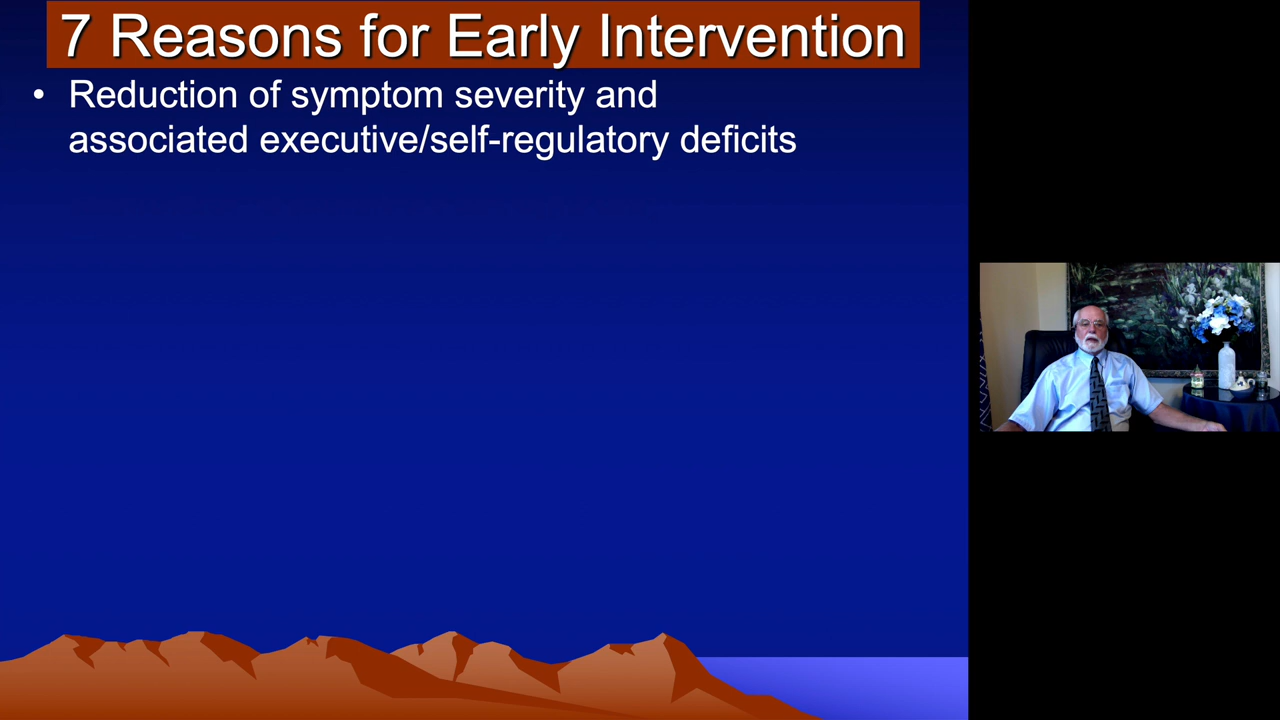 7 Reasons for Early Intervention
• Reduction of symptom severity and
associated executive/self-regulatory deficits